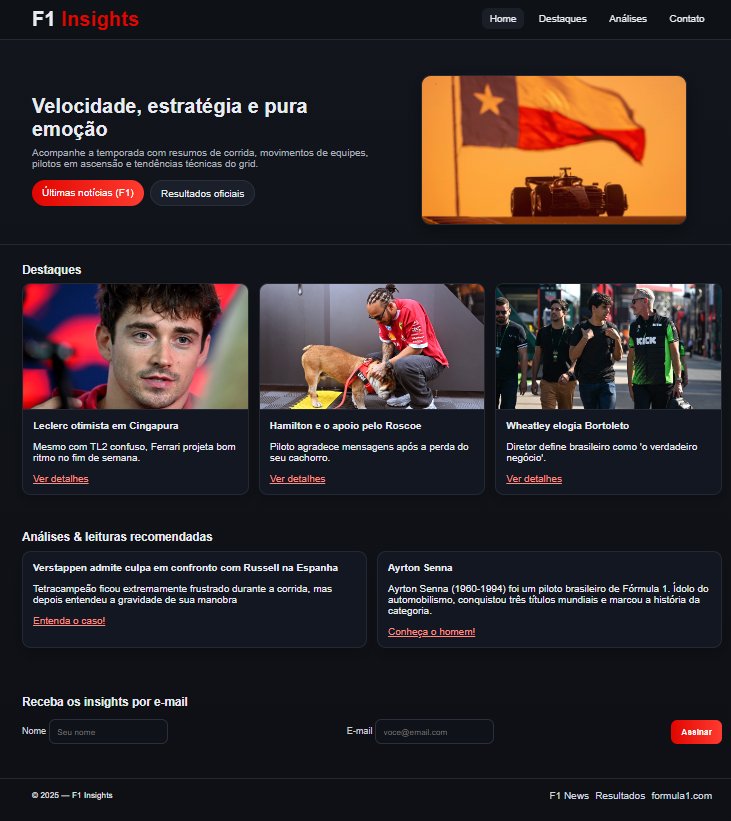 F1 Insights
Home Destaques Análises Contato
Velocidade, estratégia e pura
emoção
Acompanhe a temporada com resumos de corrida, movimentos de equipes,
pilotos em ascensão e tendências técnicas do grid.
Últimas notícias (F1) Resultados oficiais
Destaques
KICK
Leclerc otimista em Cingapura
Mesmo com TL2 confuso, Ferrari projeta bom
ritmo no fim de semana.
Ver detalhes
Hamilton e o apoio pelo Roscoe
Piloto agradece mensagens após a perda do
seu cachorro.
Ver detalhes
Wheatley elogia Bortoleto
Diretor define brasileiro como 'o verdadeiro
negócio'.
Ver detalhes
Análises & leituras recomendadas
Verstappen admite culpa em confronto com Russell na Espanha
Tetracampeão ficou extremamente frustrado durante a corrida, mas
depois entendeu a gravidade de sua manobra
Entenda o caso!
Ayrton Senna
Ayrton Senna (1960-1994) foi um piloto brasileiro de Fórmula 1. Ídolo do
automobilismo, conquistou três títulos mundiais e marcou a história da
categoria.
Conheça o homem!
Receba os insights por e-mail
Nome Seu nome E-mail voce@email.com Assinar
© 2025 — F1 Insights
F1 News Resultados formula1.com